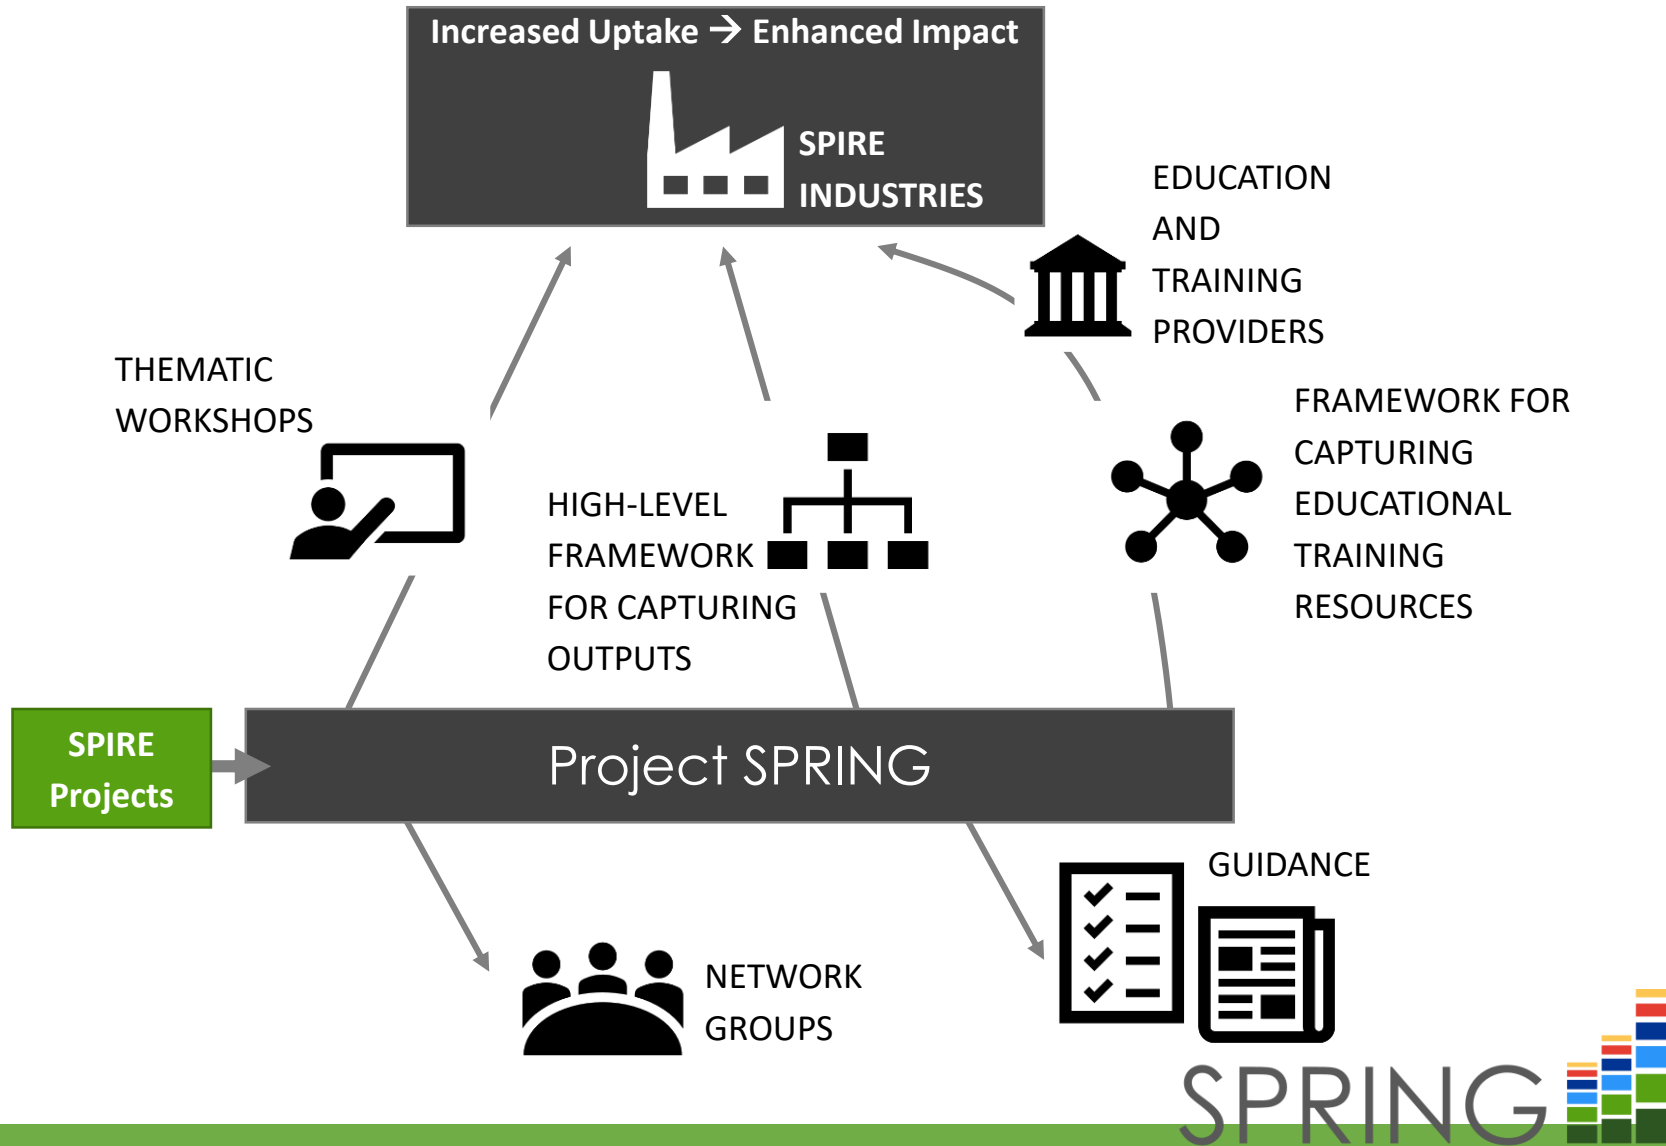 Increased Uptake → Enhanced Impact
SPIRE
INDUSTRIES
EDUCATION
AND
TRAINING
PROVIDERS
THEMATIC
WORKSHOPS
FRAMEWORK FOR
CAPTURING
EDUCATIONAL
TRAINING
RESOURCES
HIGH-LEVEL
FRAMEWORK
FOR CAPTURING
OUTPUTS
SPIRE
Projects
Project SPRING
GUIDANCE
NETWORK
GROUPS
SPRING